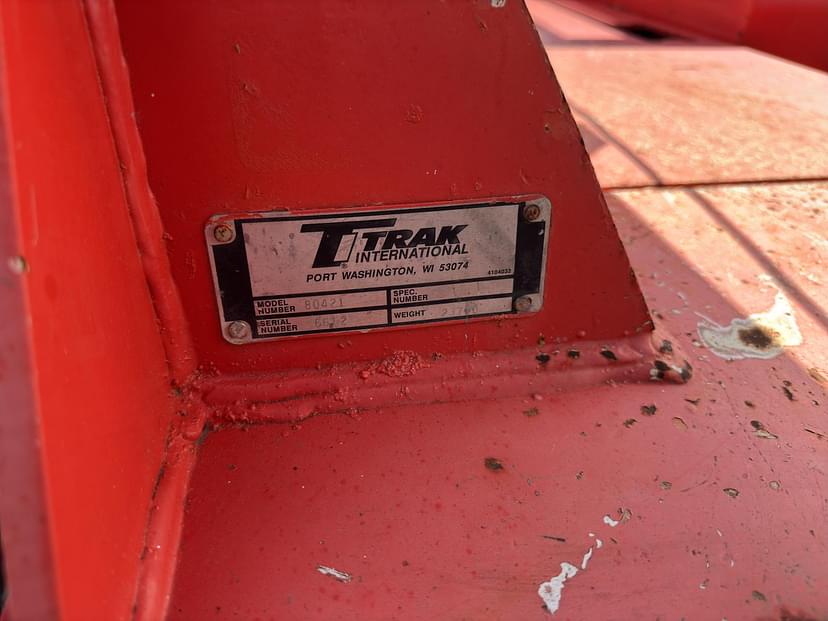 TRAK
INTERNATIONAL
PORT WASHINGTON, WI 53074
4104033
MODEL NUMBER 80421
SPEC. NUMBER
SERIAL NUMBER
WEIGHT